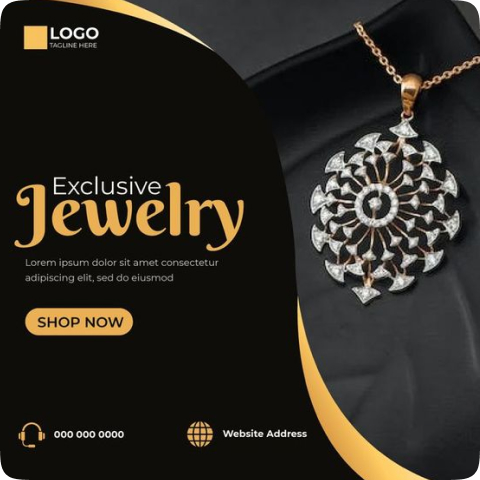 LOGO
TAGLINE HERE
Exclusive
Jewelry
Lorem ipsum dolor sit amet consectetur
adipiscing elit, sed do eiusmod
SHOP NOW
000 000 0000
Website Address